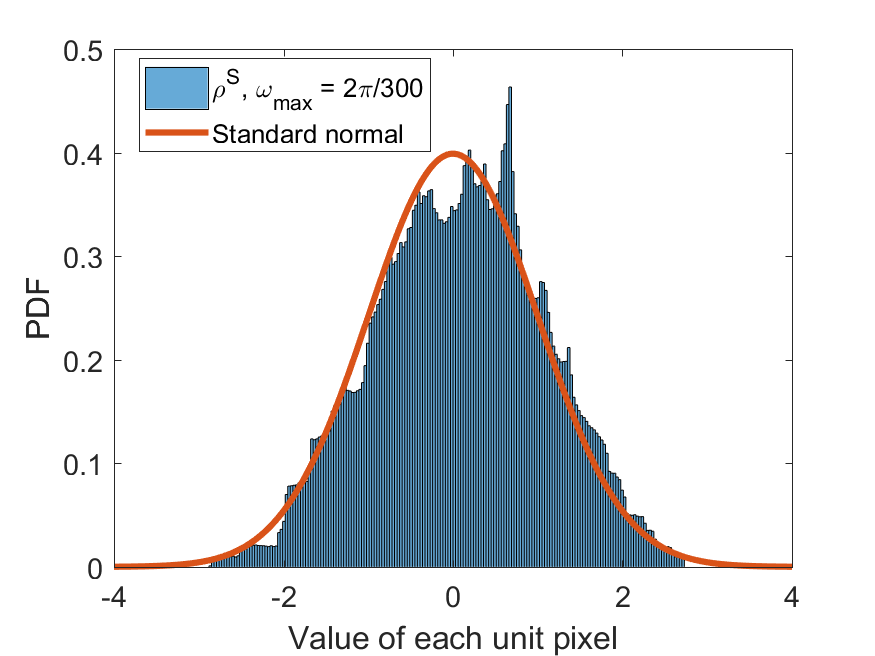 0.5
ρ^S, ω_max = 2π/300
Standard normal
0.4
0.3
0.2
0.1
0
PDF
-4 -2 0 2 4
Value of each unit pixel